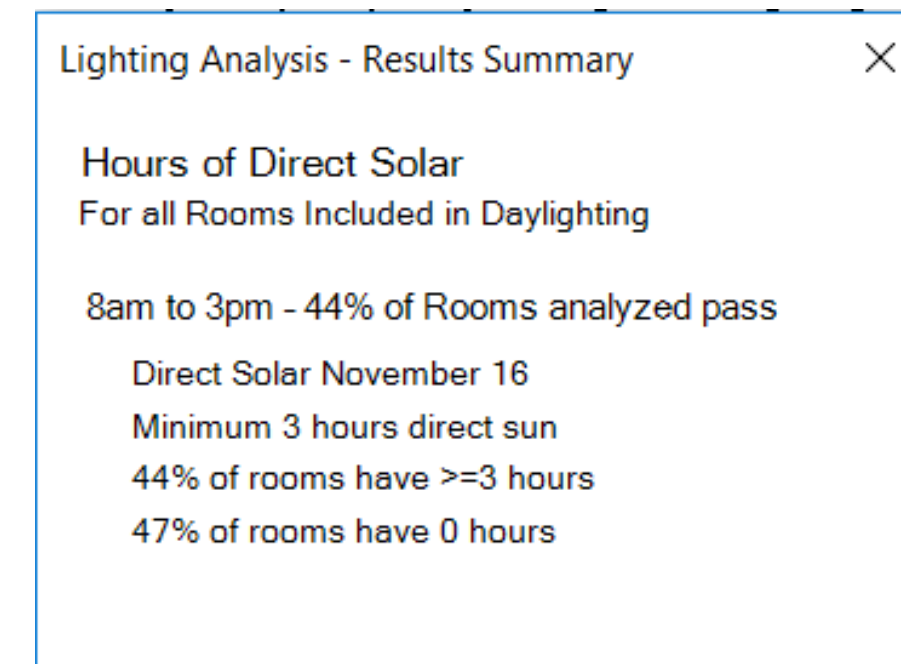 Lighting Analysis - Results Summary
Hours of Direct Solar
For all Rooms Included in Daylighting
8am to 3pm - 44% of Rooms analyzed pass
Direct Solar November 16
Minimum 3 hours direct sun
44% of rooms have >=3 hours
47% of rooms have 0 hours